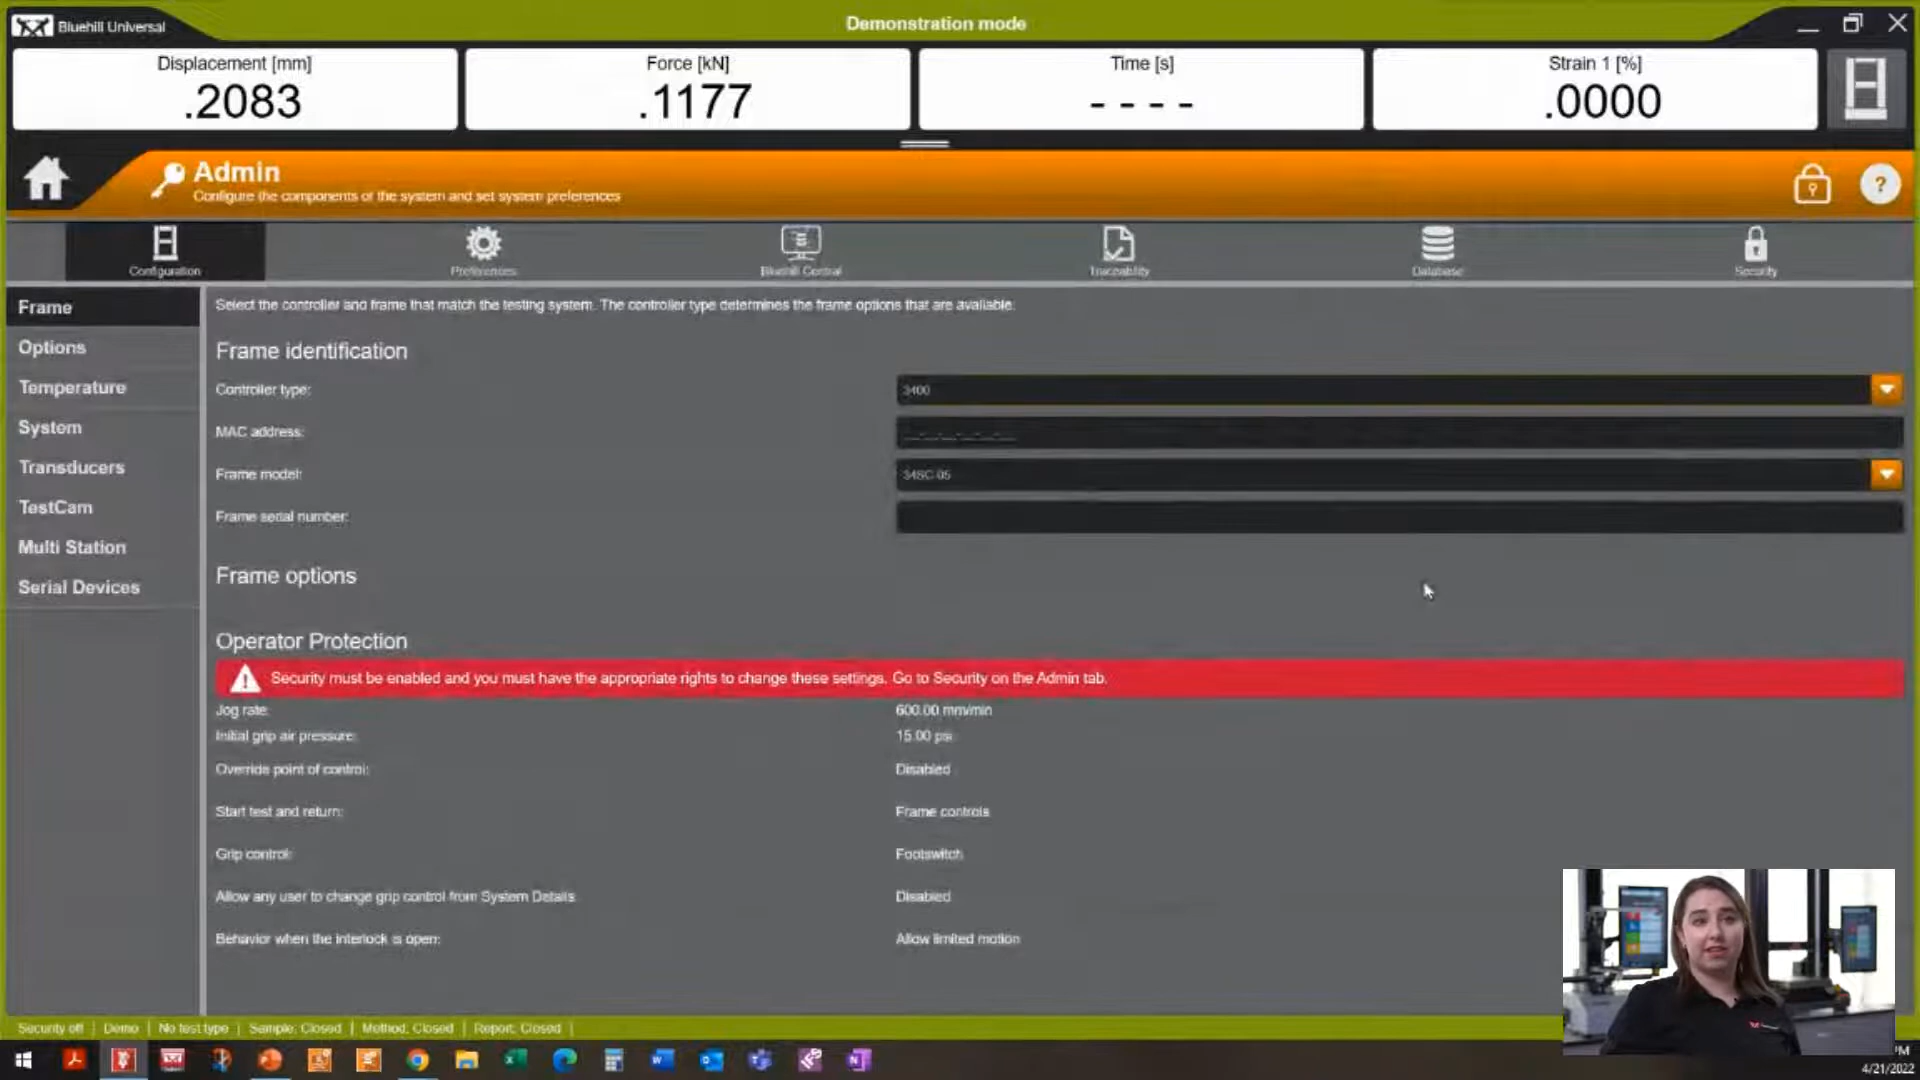 Bluehill Universal
Demonstration mode
Displacement [mm]
.2083
Force [kN]
.1177
Time [s]
- - - -
Strain 1 [%]
.0000
Admin
Configure the components of the system and set system preferences
?
Configuration
Preferences
Bluehill Central
Traceability
Database
Security
Frame
Options
Temperature
System
Transducers
TestCam
Multi Station
Serial Devices
Select the controller and frame that match the testing system. The controller type determines the frame options that are available.
Frame identification
Controller type:
3400
MAC address:
Frame model:
34SC-05
Frame serial number:
Frame options
Operator Protection
Security must be enabled and you must have the appropriate rights to change these settings. Go to Security on the Admin tab.
Jog rate:
600.00 mm/min
Initial grip air pressure:
15.00 psi
Override point of control:
Disabled
Start test and return:
Frame controls
Grip control:
Footswitch
Allow any user to change grip control from System Details
Disabled
Behavior when the interlock is open:
Allow limited motion
Security off | Demo | No test type | Sample: Closed | Method: Closed | Report: Closed |
PM
4/21/2022